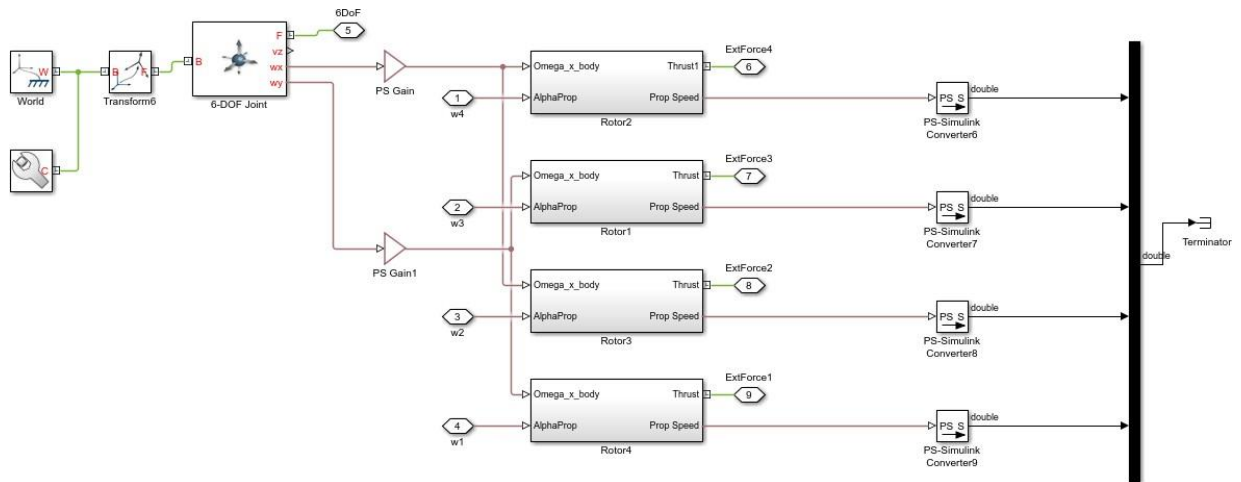 6DoF
5
F
vz
wx
wy
B
6-DOF Joint
W
World
B
F
Transform6
C
PS Gain
PS Gain1
ExtForce4
6
Omega_x_body
Thrust1
AlphaProp
Prop Speed
Rotor2
1
w4
PS S
double
PS-Simulink
Converter6
ExtForce3
7
Omega_x_body
Thrust
AlphaProp
Prop Speed
Rotor1
2
w3
PS S
double
PS-Simulink
Converter7
Terminator
double
ExtForce2
8
Omega_x_body
Thrust
AlphaProp
Prop Speed
Rotor3
3
w2
PS S
double
PS-Simulink
Converter8
ExtForce1
9
Omega_x_body
Thrust
AlphaProp
Prop Speed
Rotor4
4
w1
PS S
double
PS-Simulink
Converter9